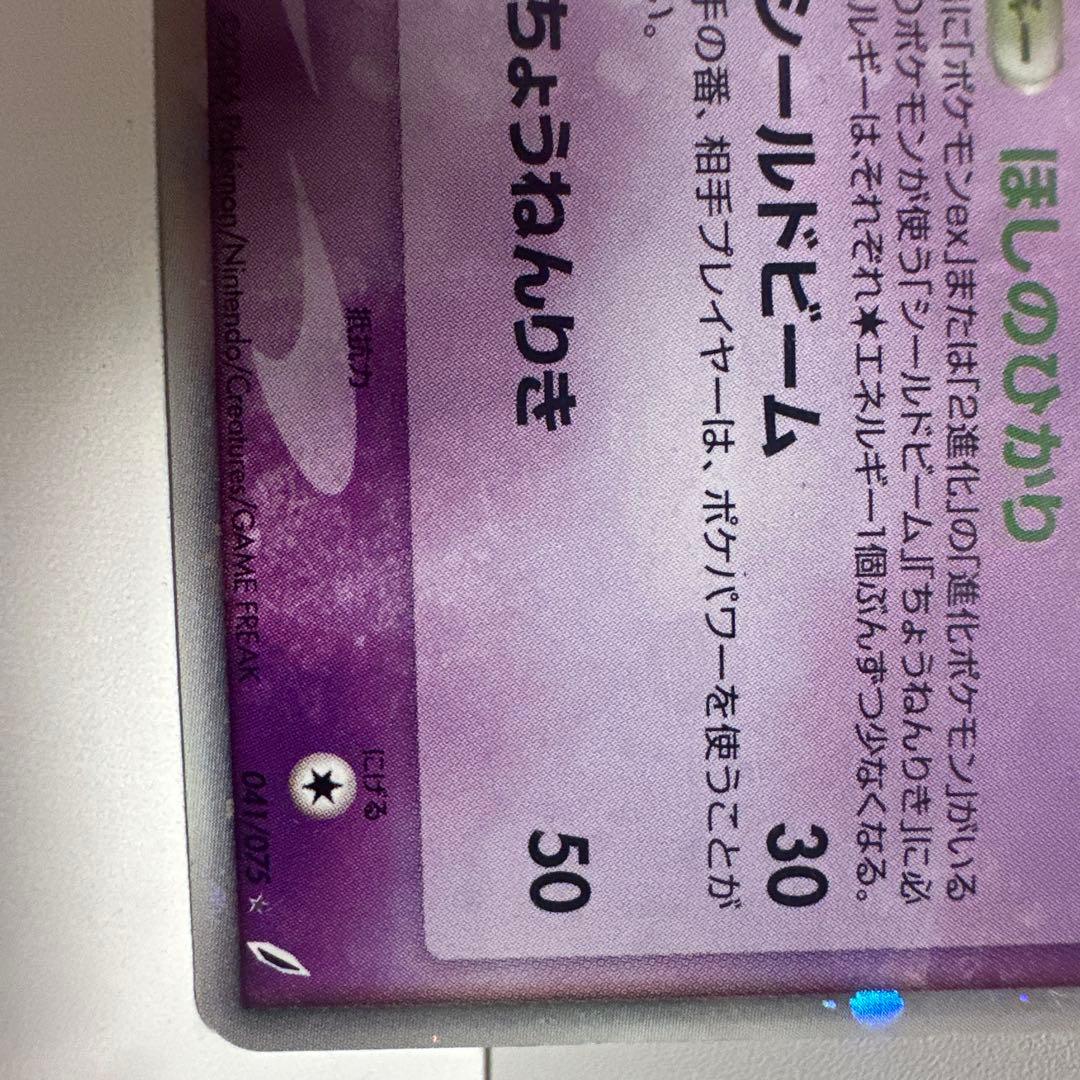 ギー
ほしのひかり
に「ポケモンex」または「2進化」の「進化ポケモン」がいる
のポケモンが使う「シールドビーム」「ちょうねんりき」に必
ルギーは、それぞれ★エネルギー1個ぶんずつ少なくなる。
シールドビーム 30
手の番、相手プレイヤーは、ポケパワーを使うことが
い。
ちょうねんりき 50
抵抗力
にげる
Pokémon/Nintendo/Creatures/GAME FREAK
041/075 ☆